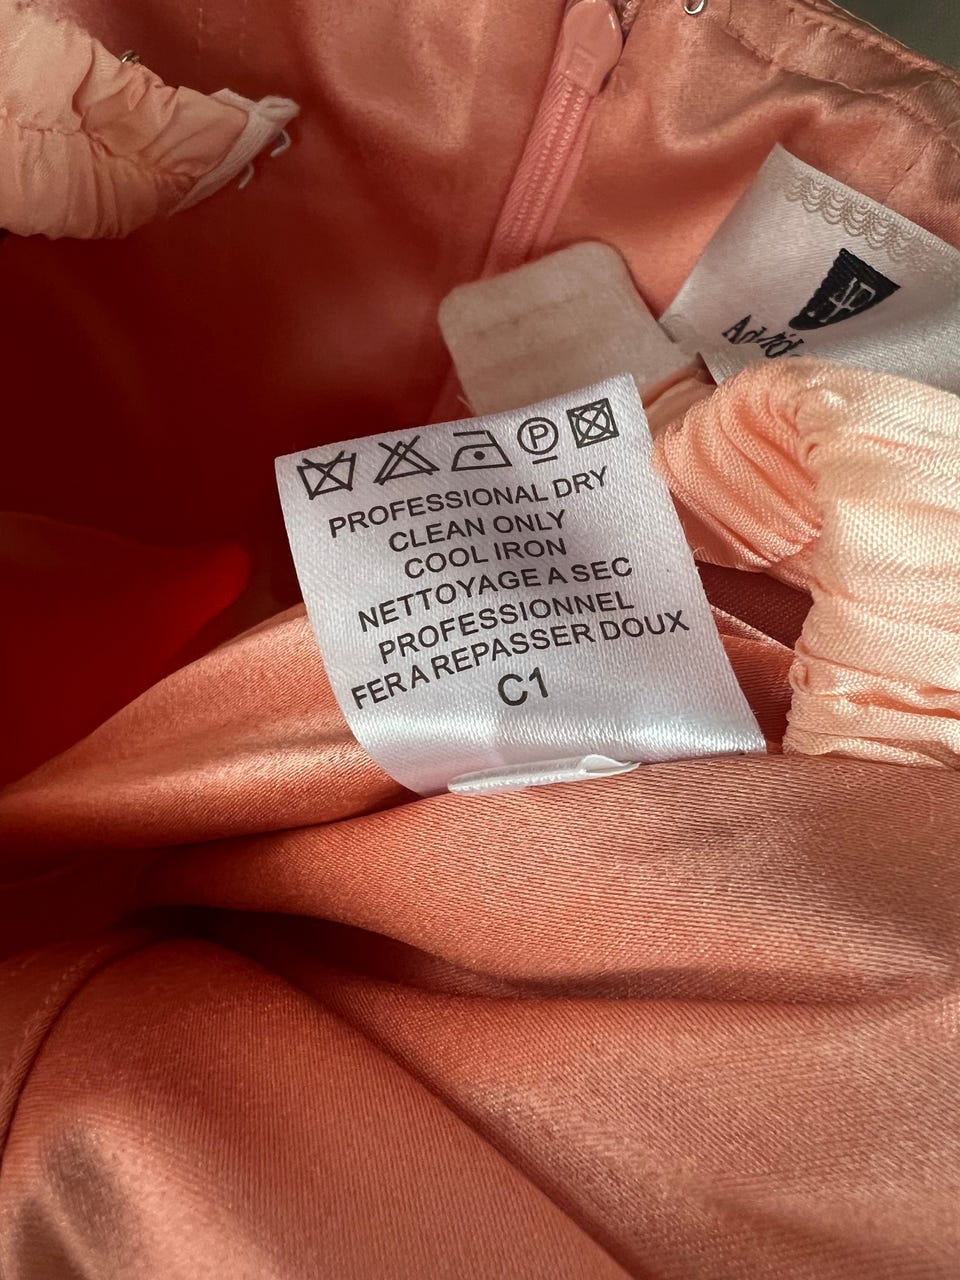 PROFESSIONAL DRY
CLEAN ONLY
COOL IRON
NETTOYAGE A SEC
PROFESSIONNEL
FER A REPASSER DOUX
C1
P